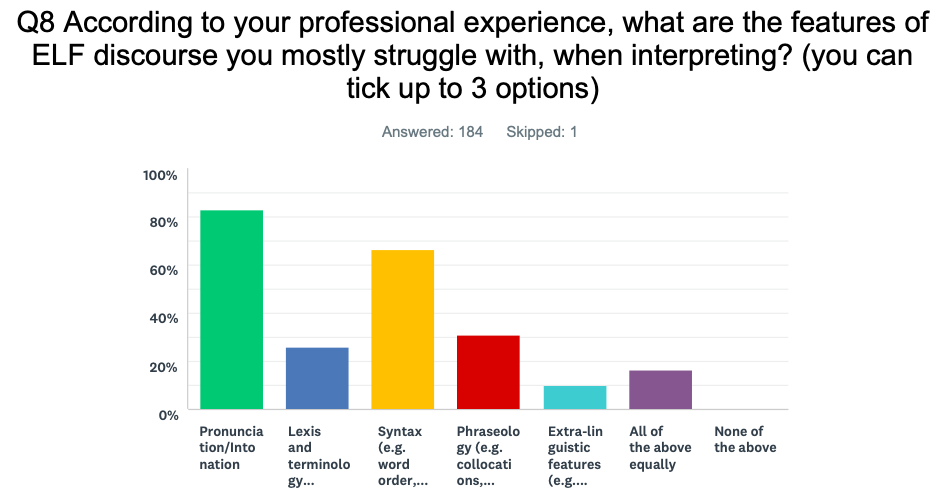 Q8 According to your professional experience, what are the features of
ELF discourse you mostly struggle with, when interpreting? (you can
tick up to 3 options)
Answered: 184 Skipped: 1
100%
80%
60%
40%
20%
0%
Pronuncia
tion/Into
nation
Lexis
and
terminolo
gy...
Syntax
(e.g.
word
order,...
Phraseolo
gy (e.g.
collocati
ons,...
Extra-lin
guistic
features
(e.g....
All of
the above
equally
None of
the above